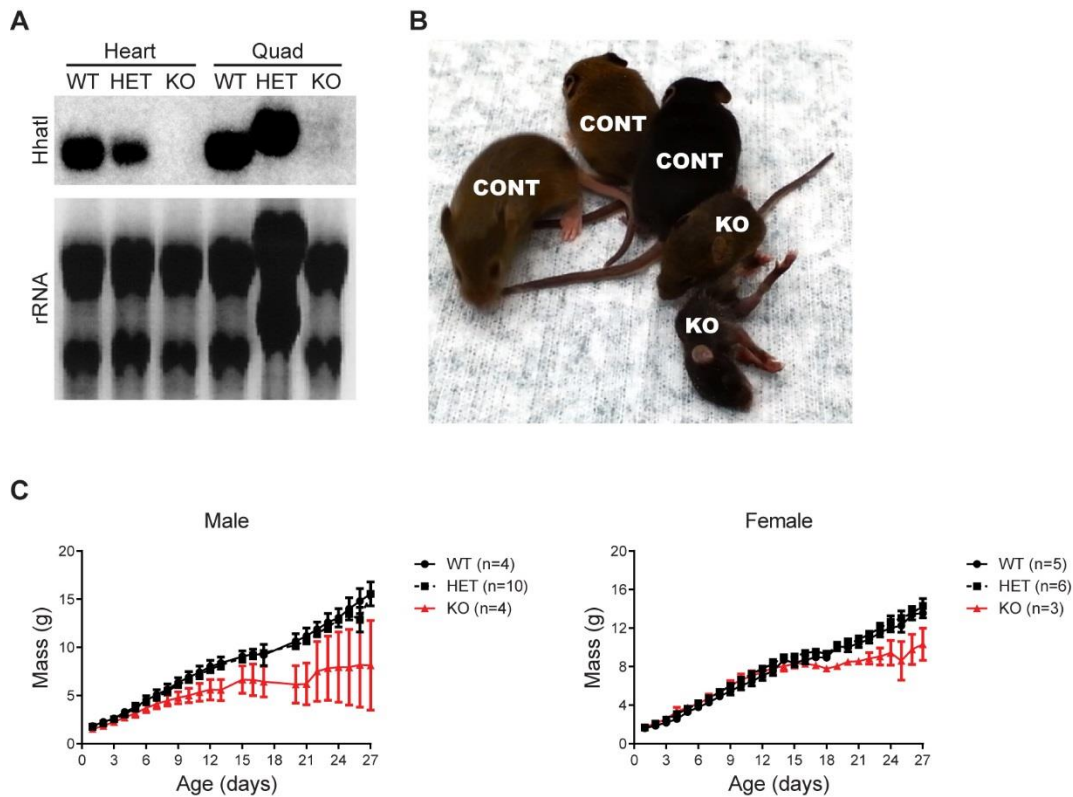 A
Heart Quad
WT HET KO WT HET KO
Hhatl
rRNA
B
CONT
CONT
CONT
KO
KO
C
Male
20
15
10
5
0
Mass (g)
0 3 6 9 12 15 18 21 24 27
Age (days)
WT (n=4)
HET (n=10)
KO (n=4)
Female
20
16
12
8
4
0
Mass (g)
0 3 6 9 12 15 18 21 24 27
Age (days)
WT (n=5)
HET (n=6)
KO (n=3)